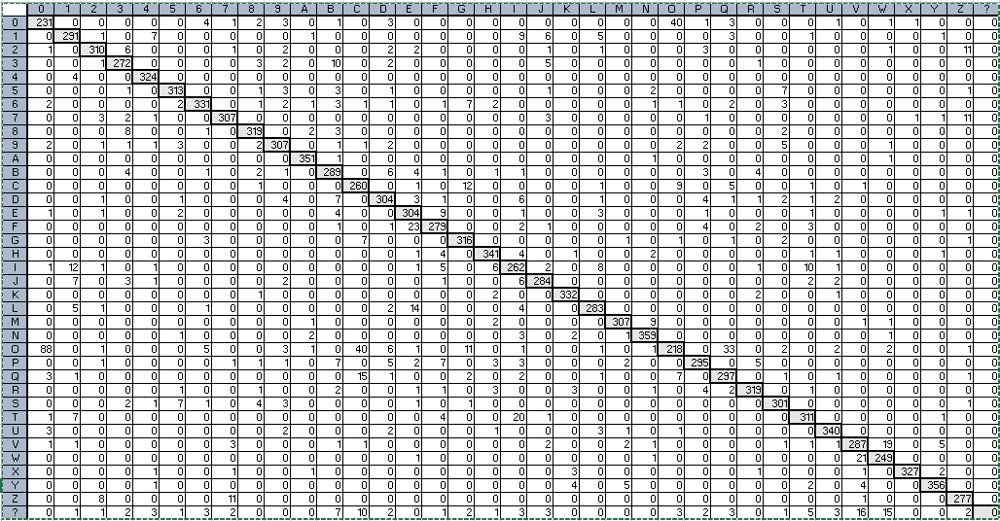 0 1 2 3 4 5 6 7 8 9 A B C D E F G H I J K L M N O P Q R S T U V W X Y Z ?
0 231 0 0 0 0 0 4 1 2 3 0 1 0 3 0 0 0 0 0 0 0 0 0 0 40 1 3 0 0 0 1 0 1 1 0 0 0
1 0 291 1 0 7 0 0 0 0 0 1 0 0 0 0 0 0 0 9 6 0 5 0 0 0 3 0 0 0 1 0 0 0 0 1 0 0
2 1 0 310 6 0 0 0 1 0 2 0 0 0 2 2 0 0 0 0 1 0 1 0 0 0 3 0 0 0 0 0 1 0 0 1 11 0
3 0 0 1 272 0 0 0 0 3 2 0 10 0 2 0 0 0 0 0 5 0 0 0 0 0 0 0 1 0 0 0 0 0 0 0 0 0
4 0 4 0 0 324 0 0 0 0 0 0 0 0 0 0 0 0 0 0 0 0 0 0 0 0 0 0 0 0 0 0 0 0 0 0 0 0
5 0 0 0 1 0 313 0 0 1 3 0 3 0 1 0 0 0 0 0 1 0 0 0 2 0 0 0 0 7 0 0 0 0 0 0 1 0
6 2 0 0 0 0 2 331 0 1 2 1 3 1 1 0 1 7 2 0 0 0 0 0 1 1 0 2 0 3 0 0 0 0 0 0 0 0
7 0 0 3 2 1 0 0 307 0 0 0 0 0 0 0 0 0 0 0 3 0 0 0 0 0 1 0 0 0 0 0 0 0 0 1 11 0
8 0 0 0 8 0 0 1 0 319 0 2 3 0 0 0 0 0 0 0 0 0 0 0 0 0 0 0 0 2 0 0 0 0 0 0 0 0
9 2 0 0 1 1 3 0 0 2 307 0 1 1 2 0 0 0 0 0 0 0 0 0 0 2 2 0 0 5 0 0 0 1 0 0 0 0
A 0 0 0 0 0 0 0 0 0 0 351 1 0 0 0 0 0 0 0 0 0 0 0 1 0 0 0 0 0 0 0 0 0 0 0 0 0
B 0 0 0 4 0 0 1 0 2 1 0 289 0 6 4 0 0 1 1 0 0 0 0 0 0 3 0 4 0 0 0 0 0 0 0 0 0
C 0 0 0 0 0 0 0 0 1 0 0 0 260 0 1 0 12 0 0 0 0 1 0 0 9 0 5 0 0 1 0 1 0 0 0 0 0
D 0 0 0 0 0 0 0 0 0 4 0 7 0 304 3 1 0 0 6 0 0 1 0 0 0 4 1 1 2 0 2 0 0 0 0 0 0
E 1 0 0 1 0 2 0 0 0 0 0 4 0 0 304 9 0 0 1 0 0 3 0 0 0 0 0 0 0 1 0 0 0 0 1 1 0
F 0 0 0 0 0 0 0 0 0 0 0 1 0 1 23 279 0 0 2 1 0 0 0 0 0 4 0 2 0 3 0 0 0 0 1 0 0
G 0 0 0 0 0 0 3 0 0 0 0 0 7 0 0 0 316 0 0 0 0 0 1 0 1 0 1 0 2 0 0 0 0 0 0 1 0
H 0 0 0 0 0 0 0 0 0 0 0 0 0 0 1 4 0 341 4 0 1 0 0 2 0 0 0 0 0 0 0 0 0 0 0 0 0
I 1 12 0 1 0 0 0 0 0 0 0 0 0 0 1 5 0 6 262 2 0 8 0 0 0 1 0 0 1 10 0 0 0 0 1 0 0
J 0 7 0 3 1 0 0 0 0 2 0 0 0 0 0 1 0 0 6 284 0 0 0 0 0 0 0 0 0 2 2 0 0 0 0 0 0
K 0 0 0 0 0 0 0 0 1 0 0 0 0 0 0 0 0 2 0 0 332 0 0 0 0 0 0 2 0 1 0 0 0 0 0 0 0
L 0 5 0 1 0 0 0 0 0 0 0 0 0 2 14 0 0 0 4 0 0 283 0 0 0 0 0 0 0 0 0 0 0 0 0 0 0
M 0 0 0 0 0 0 0 0 0 0 1 0 0 0 0 0 0 2 0 0 0 0 307 9 0 0 0 0 0 0 0 1 1 0 0 0 0
N 0 0 0 0 0 1 0 0 0 0 2 0 0 0 0 0 0 0 3 0 2 0 1 359 0 0 0 0 0 1 0 0 0 0 0 0 0
O 88 0 0 0 0 0 5 0 0 3 1 0 40 6 1 0 11 0 0 1 0 1 0 0 218 0 33 0 2 0 2 0 2 0 0 0 0
P 0 0 0 0 0 0 0 0 1 1 0 7 0 5 2 7 0 3 3 0 0 0 2 0 0 295 0 5 0 0 0 0 0 0 1 0 0
Q 3 1 0 0 0 0 0 0 0 0 0 0 15 1 0 0 2 0 2 0 0 0 0 0 7 0 297 0 0 1 0 0 0 0 0 0 0
R 0 0 0 0 0 1 0 0 1 1 0 2 0 1 1 3 0 1 0 0 3 0 0 1 0 4 2 319 0 0 0 0 0 0 0 0 0
S 0 0 0 2 1 7 1 0 4 3 0 0 0 0 1 0 1 0 0 0 0 0 0 0 0 0 0 0 301 0 0 0 0 0 0 1 0
T 1 7 0 0 0 0 0 0 0 0 0 0 0 0 0 4 0 0 20 1 0 0 0 0 0 0 0 0 0 311 0 0 0 0 1 0 0
U 3 0 0 0 0 0 0 0 0 2 0 0 0 2 0 0 0 1 0 0 0 3 1 0 1 0 0 0 0 0 340 0 0 0 0 0 0
V 1 1 0 0 0 0 0 3 0 0 0 1 1 0 0 0 0 0 0 2 0 0 2 1 0 0 0 0 1 1 1 287 19 0 5 0 0
W 0 0 0 0 0 0 0 0 0 0 0 0 0 0 1 0 0 0 0 0 0 0 0 0 0 0 0 0 0 0 0 21 249 0 0 0 0
X 0 1 0 0 0 0 0 0 1 0 1 0 0 0 0 0 0 0 0 0 3 0 0 0 0 0 0 0 0 0 0 1 0 327 2 0 0
Y 0 0 0 0 0 0 0 0 0 0 0 0 0 0 0 0 0 0 0 0 4 0 5 0 0 0 0 0 0 2 0 4 0 0 356 0 0
Z 0 0 8 0 0 0 0 11 0 0 0 0 0 0 0 0 0 0 0 0 0 0 0 0 0 0 0 0 0 0 0 1 0 0 0 277 0
? 0 1 1 2 3 1 3 2 1 0 0 7 10 2 0 1 2 1 3 3 0 1 0 0 3 2 3 0 1 5 3 16 15 0 0 2 0